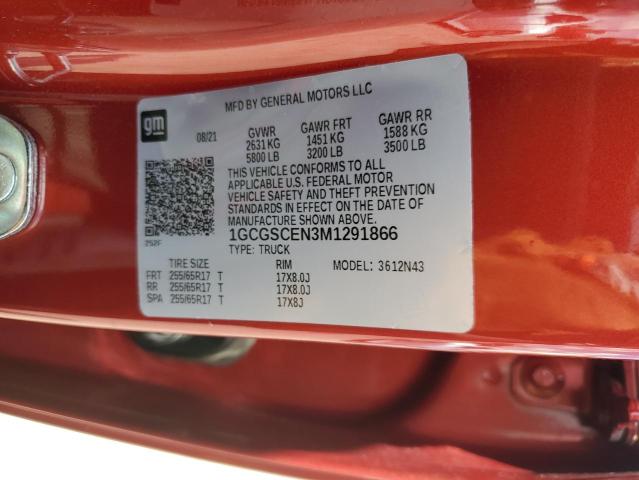 MFD BY GENERAL MOTORS LLC
gm
08/21
GVWR GAWR FRT GAWR RR
2631 KG 1451 KG 1588 KG
5800 LB 3200 LB 3500 LB
THIS VEHICLE CONFORMS TO ALL
APPLICABLE U.S. FEDERAL MOTOR
VEHICLE SAFETY AND THEFT PREVENTION
STANDARDS IN EFFECT ON THE DATE OF
MANUFACTURE SHOWN ABOVE.
1GCGSCEN3M1291866
TYPE: TRUCK
252F
TIRE SIZE RIM MODEL: 3612N43
FRT 255/65R17 T 17X8.0J
RR 255/65R17 T 17X8.0J
SPA 255/65R17 T 17X8J